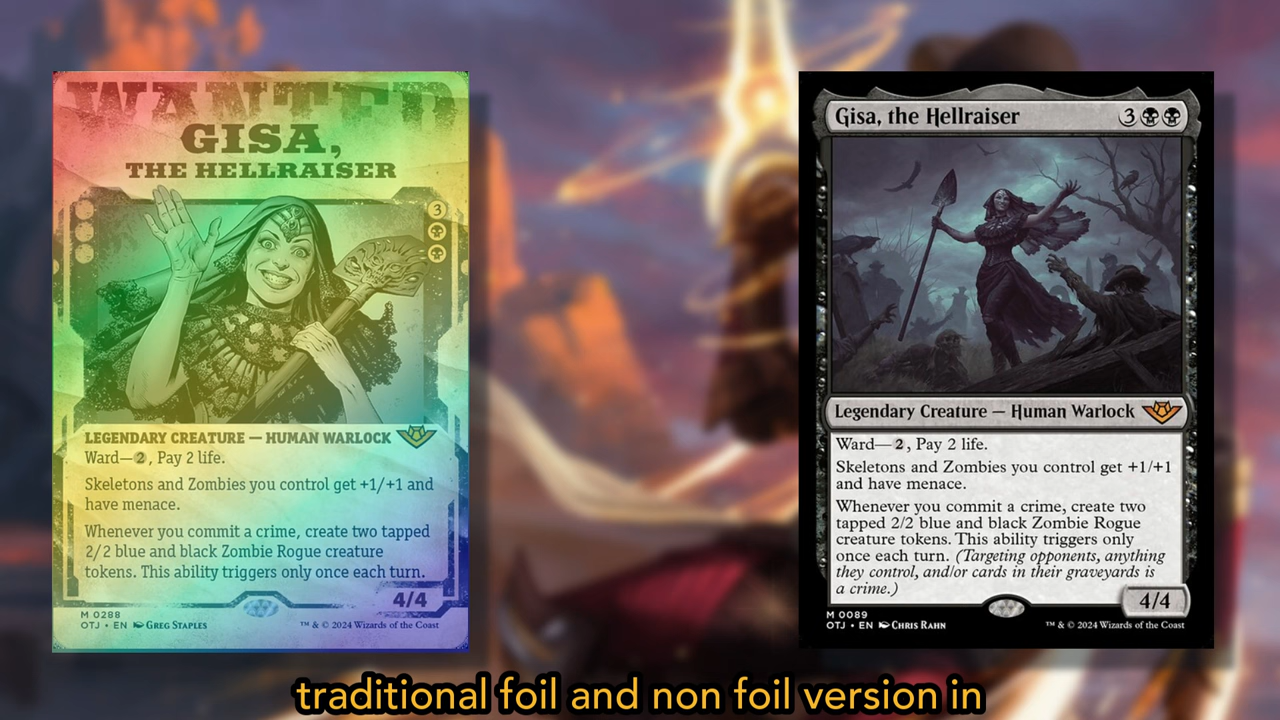 WANTED
GISA,
THE HELLRAISER
3
LEGENDARY CREATURE — HUMAN WARLOCK
Ward—2, Pay 2 life.
Skeletons and Zombies you control get +1/+1 and
have menace.
Whenever you commit a crime, create two tapped
2/2 blue and black Zombie Rogue creature
tokens. This ability triggers only once each turn.
4/4
M 0288
OTJ • EN GREG STAPLES
™ & © 2024 Wizards of the Coast
Gisa, the Hellraiser 3
Legendary Creature — Human Warlock
Ward—2, Pay 2 life.
Skeletons and Zombies you control get +1/+1
and have menace.
Whenever you commit a crime, create two
tapped 2/2 blue and black Zombie Rogue
creature tokens. This ability triggers only
once each turn. (Targeting opponents, anything
they control, and/or cards in their graveyards is
a crime.)
4/4
M 0089
OTJ • EN CHRIS RAHN
™ & © 2024 Wizards of the Coast
traditional foil and non foil version in